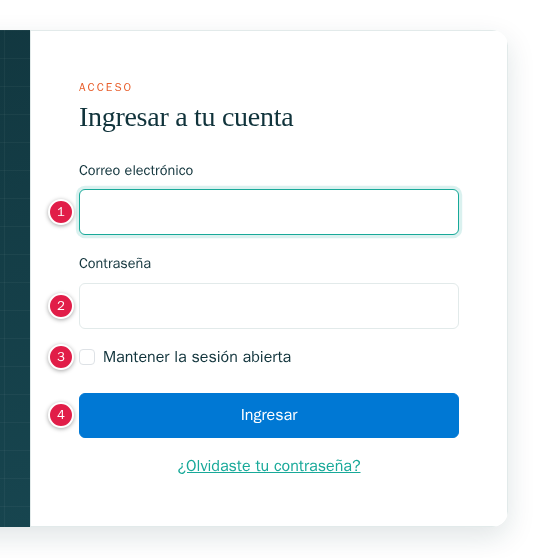 ACCESO
Ingresar a tu cuenta
Correo electrónico
1
Contraseña
2
3 Mantener la sesión abierta
4 Ingresar
¿Olvidaste tu contraseña?